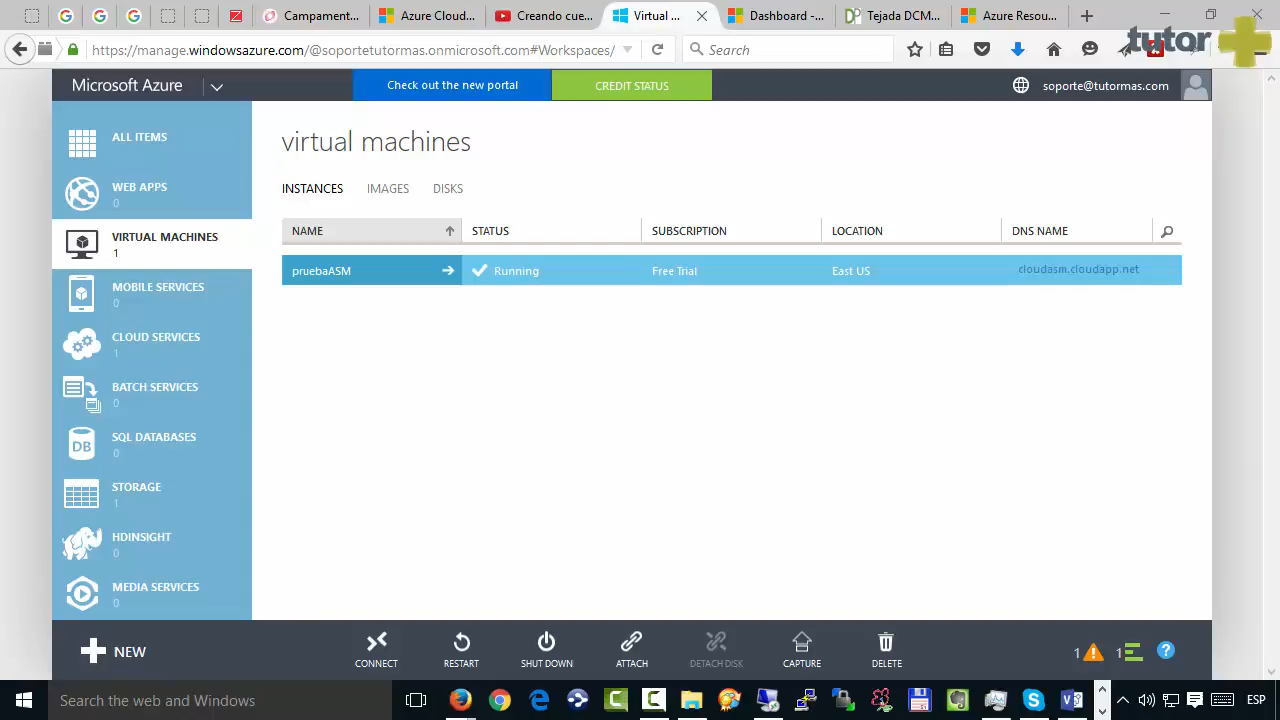 Campament...
Azure Cloud...
Creando cue...
Virtual ...
Dashboard -...
Tejada DCM...
Azure Resou...
https://manage.windowsazure.com/@soportetutormas.onmicrosoft.com#Workspaces/
Search
tutor
Microsoft Azure
Check out the new portal
CREDIT STATUS
soporte@tutormas.com
ALL ITEMS
WEB APPS
0
VIRTUAL MACHINES
1
MOBILE SERVICES
0
CLOUD SERVICES
1
BATCH SERVICES
0
SQL DATABASES
0
DB
STORAGE
1
HDINSIGHT
0
MEDIA SERVICES
0
virtual machines
INSTANCES IMAGES DISKS
NAME STATUS SUBSCRIPTION LOCATION DNS NAME
pruebaASM Running Free Trial East US cloudasm.cloudapp.net
NEW
CONNECT
RESTART
SHUT DOWN
ATTACH
DETACH DISK
CAPTURE
DELETE
1
1
?
Search the web and Windows
ESP